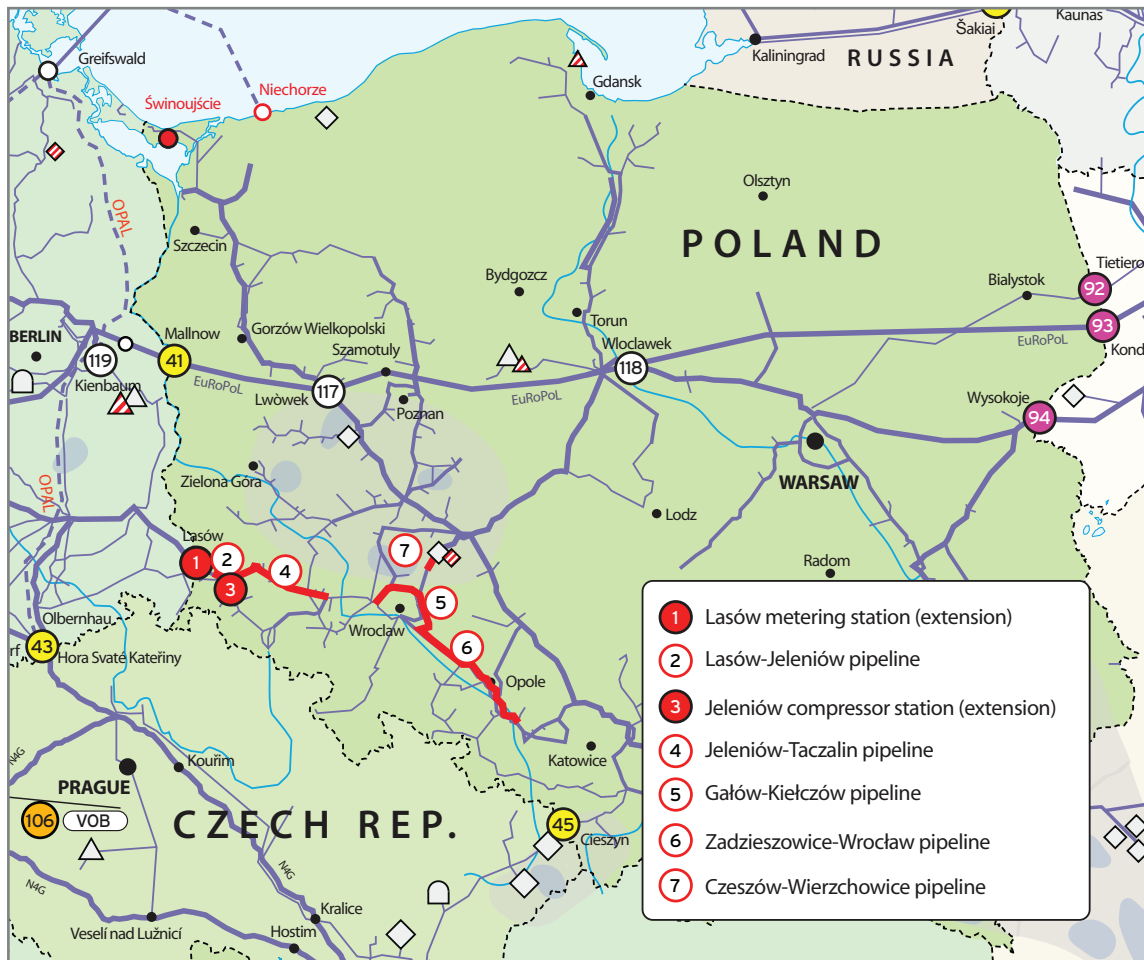 Greifswald
Świnoujście
Niechorze
Gdansk
Kaliningrad
RUSSIA
Šakiai
Kaunas
OPAL
Szczecin
Olsztyn
POLAND
Bydgozcz
Torun
Bialystok
92
93
EuRoPoL
BERLIN
119
Kienbaum
Mallnow
41
EuRoPoL
Gorzów Wielkopolski
Szamotuly
117
Lwòwek
Poznan
EuRoPoL
Wloclawek
118
Wysokoje
94
WARSAW
OPAL
Zielona Góra
Lodz
Radom
Lasów
1
2
3
4
7
5
6
Wroclaw
Opole
Katowice
Olbernhau
43
Hora Svaté Kateřiny
N4G
PRAGUE
Kouřim
106
VOB
CZECH REP.
45
Cieszyn
N4G
N4G
Veselí nad Lužnicí
Kralice
Hostim
1 Lasów metering station (extension)
2 Lasów-Jeleniów pipeline
3 Jeleniów compressor station (extension)
4 Jeleniów-Taczalin pipeline
5 Gałów-Kiełczów pipeline
6 Zadzieszowice-Wrocław pipeline
7 Czeszów-Wierzchowice pipeline